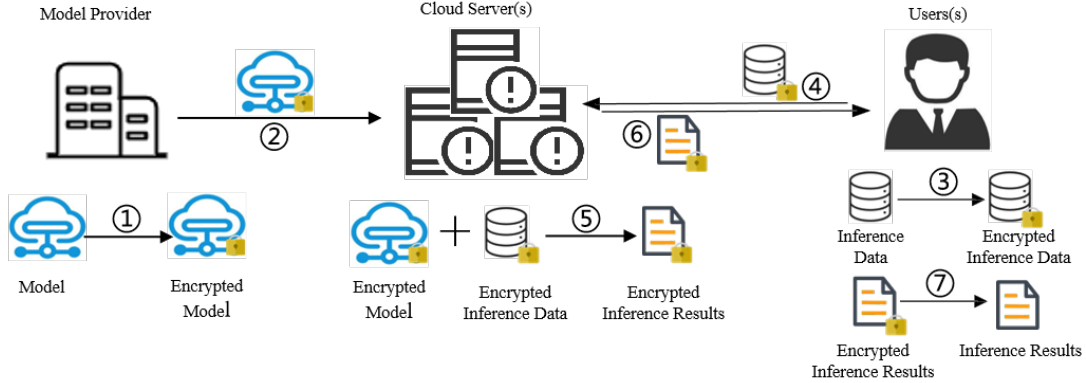 Model Provider
Cloud Server(s)
Users(s)
②
④
⑥
①
⑤
③
Model
Encrypted
Model
Encrypted
Model
Encrypted
Inference Data
Encrypted
Inference Results
Inference
Data
Encrypted
Inference Data
⑦
Encrypted
Inference Results
Inference Results